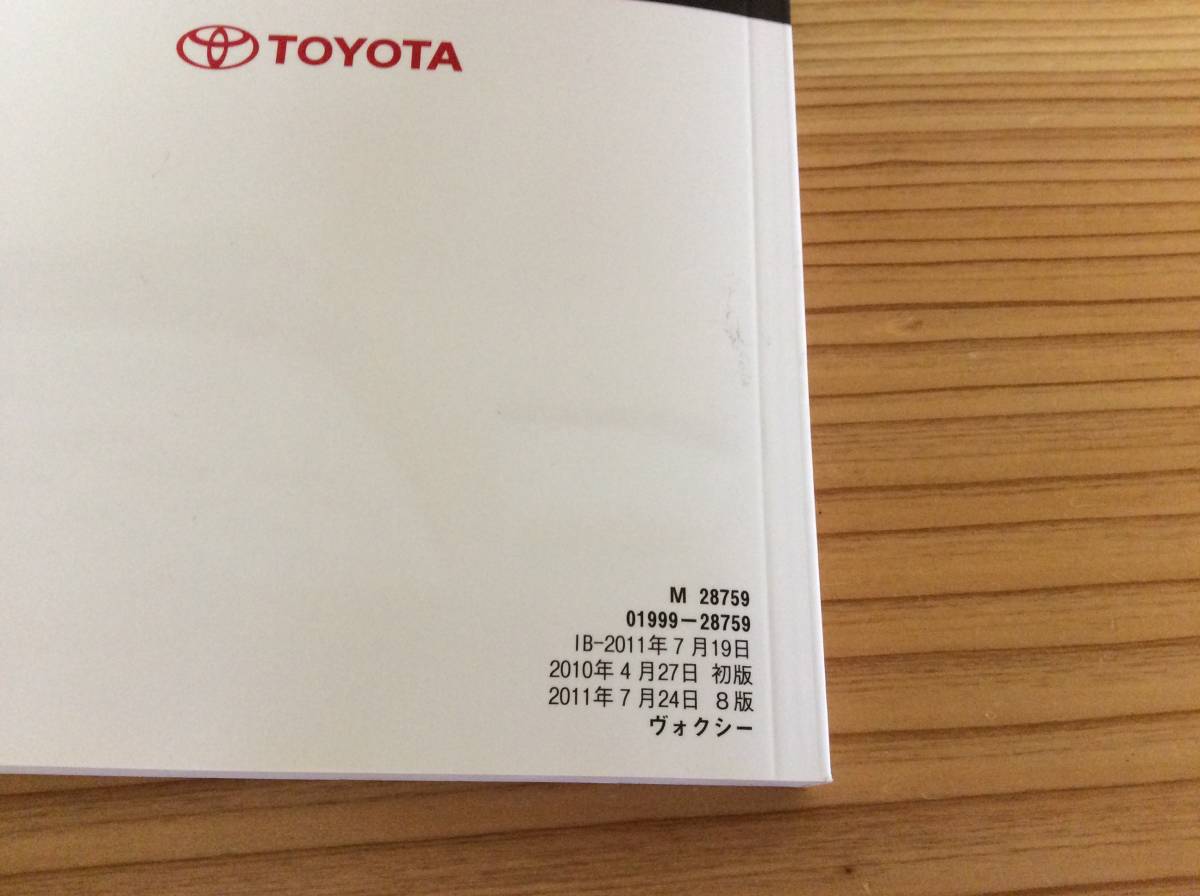 TOYOTA
M 28759
01999-28759
IB-2011年7月19日
2010年4月27日 初版
2011年7月24日 8版
ヴォクシー